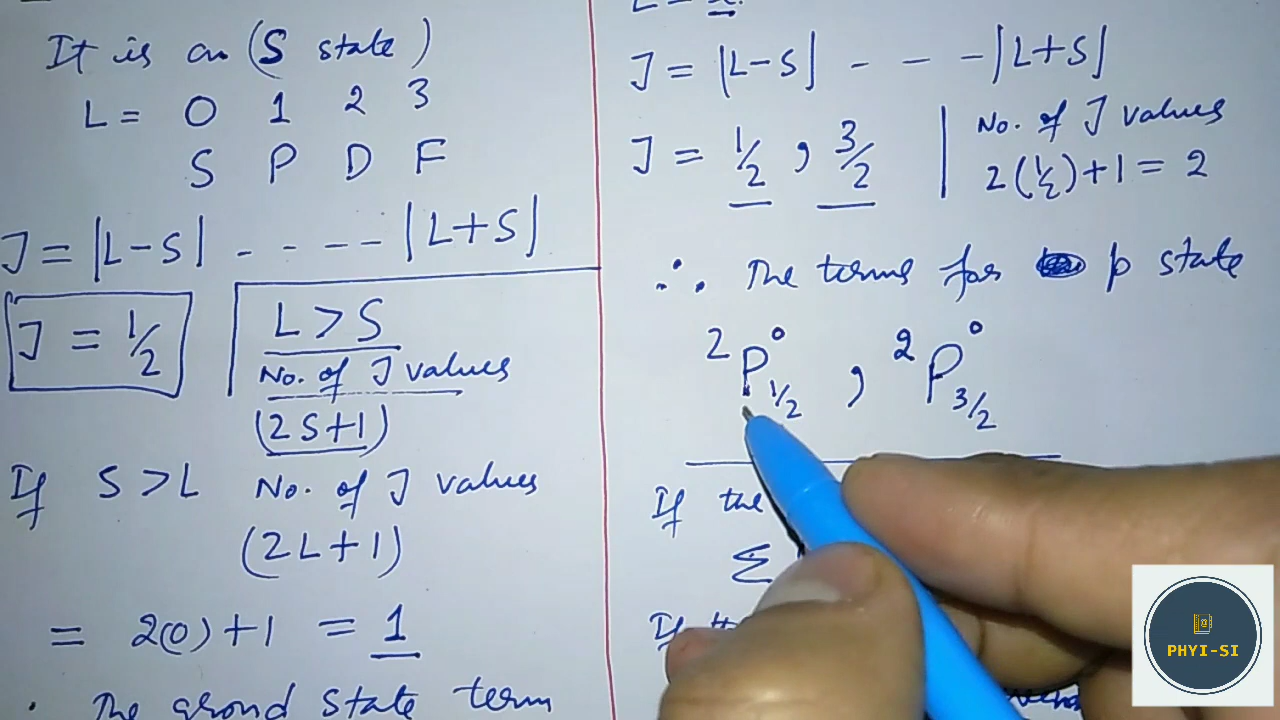 It is an (S state)
L = 0 1 2 3
S P D F
J = |L-S| - - - - - |L+S|
J = 1/2
L > S
No. of J values
(2S+1)
If S > L No. of J values
(2L+1)
= 2(0)+1 = 1
. The grond state term
J = |L-S| - - - |L+S|
J = 1/2 , 3/2
No. of J values
2(1/2)+1 = 2
∴ The terms for p state
²P°1/2 , ²P°3/2
If the
Σ
If
PHYI-SI